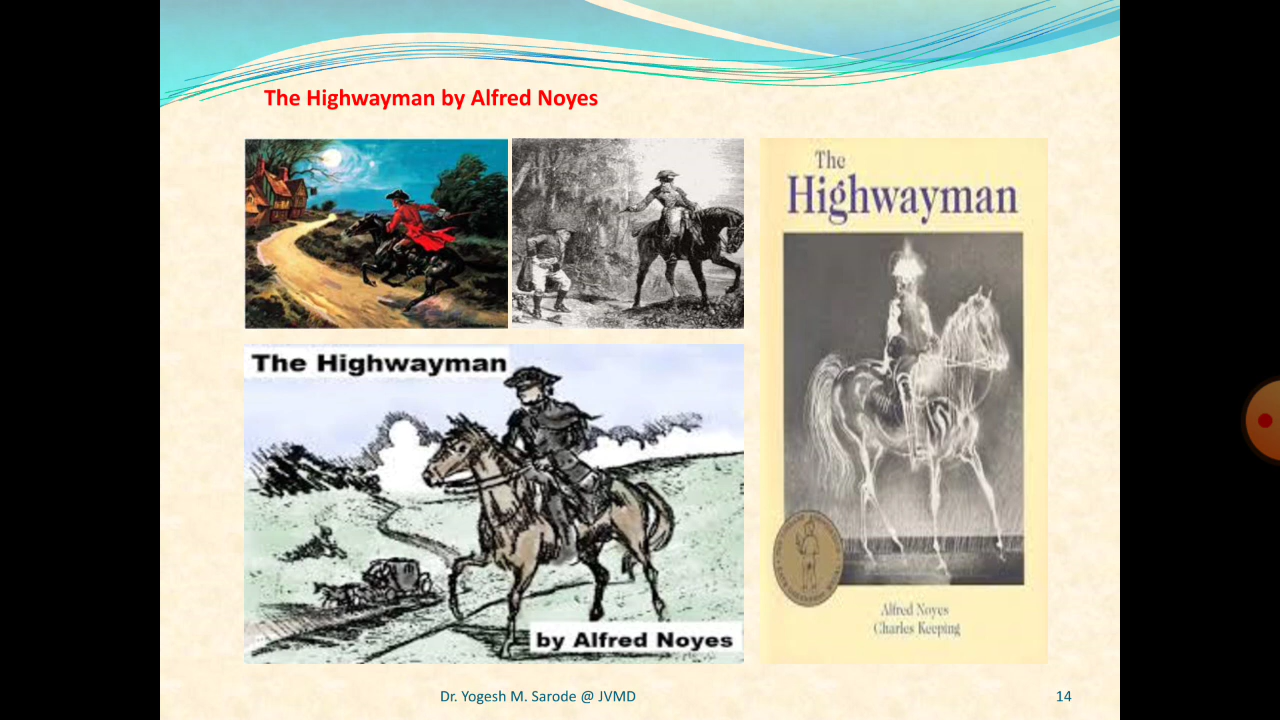 The Highwayman by Alfred Noyes
The
Highwayman
The Highwayman
by Alfred Noyes
Alfred Noyes
Charles Keeping
Dr. Yogesh M. Sarode @ JVMD
14